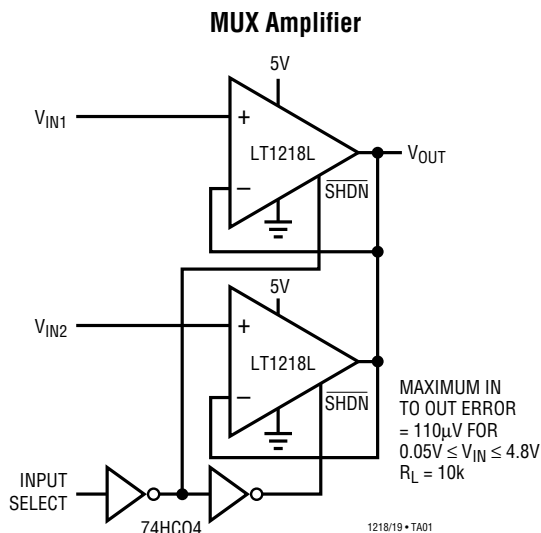 MUX Amplifier
5V
V_IN1
+
LT1218L
V_OUT
−
SHDN
5V
V_IN2
+
LT1218L
−
SHDN
MAXIMUM IN
TO OUT ERROR
= 110µV FOR
0.05V ≤ V_IN ≤ 4.8V
R_L = 10k
INPUT
SELECT
74HC04
1218/19 • TA01